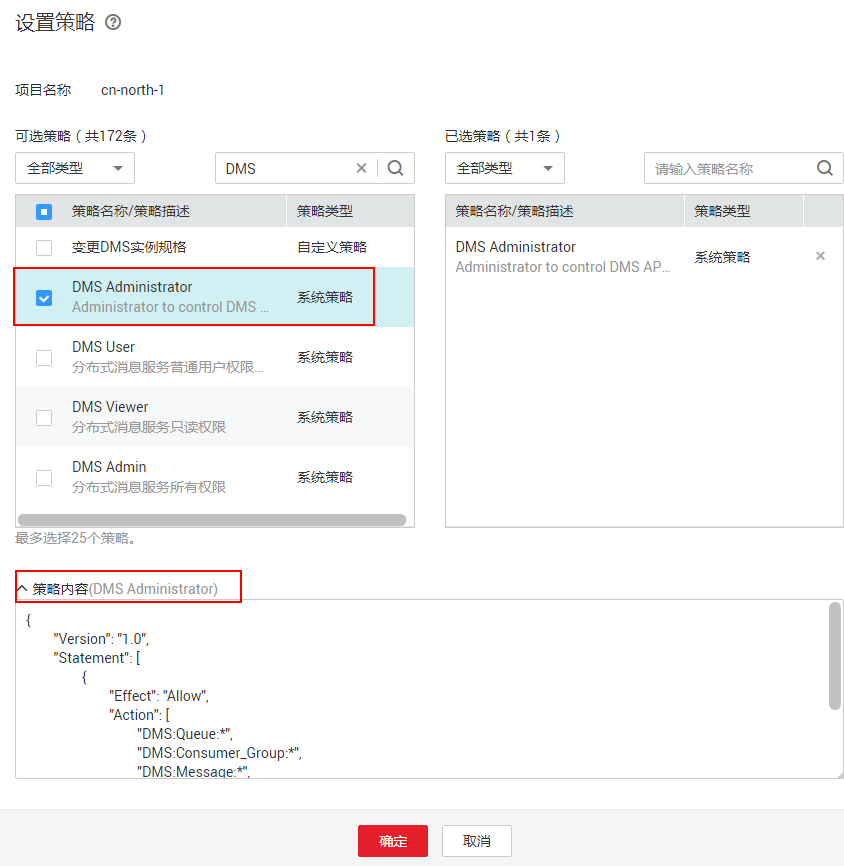 设置策略 ?
项目名称 cn-north-1
可选策略 ( 共172条 )
全部类型
DMS
策略名称/策略描述 策略类型
变更DMS实例规格 自定义策略
DMS Administrator
Administrator to control DMS ...
系统策略
DMS User
分布式消息服务普通用户权限...
系统策略
DMS Viewer
分布式消息服务只读权限
系统策略
DMS Admin
分布式消息服务所有权限
系统策略
最多选择25个策略。
已选策略 ( 共1条 )
全部类型
请输入策略名称
策略名称/策略描述 策略类型
DMS Administrator
Administrator to control DMS AP...
系统策略
策略内容(DMS Administrator)
{
"Version": "1.0",
"Statement": [
{
"Effect": "Allow",
"Action": [
"DMS:Queue:*",
"DMS:Consumer_Group:*",
"DMS:Message:*",
确定 取消